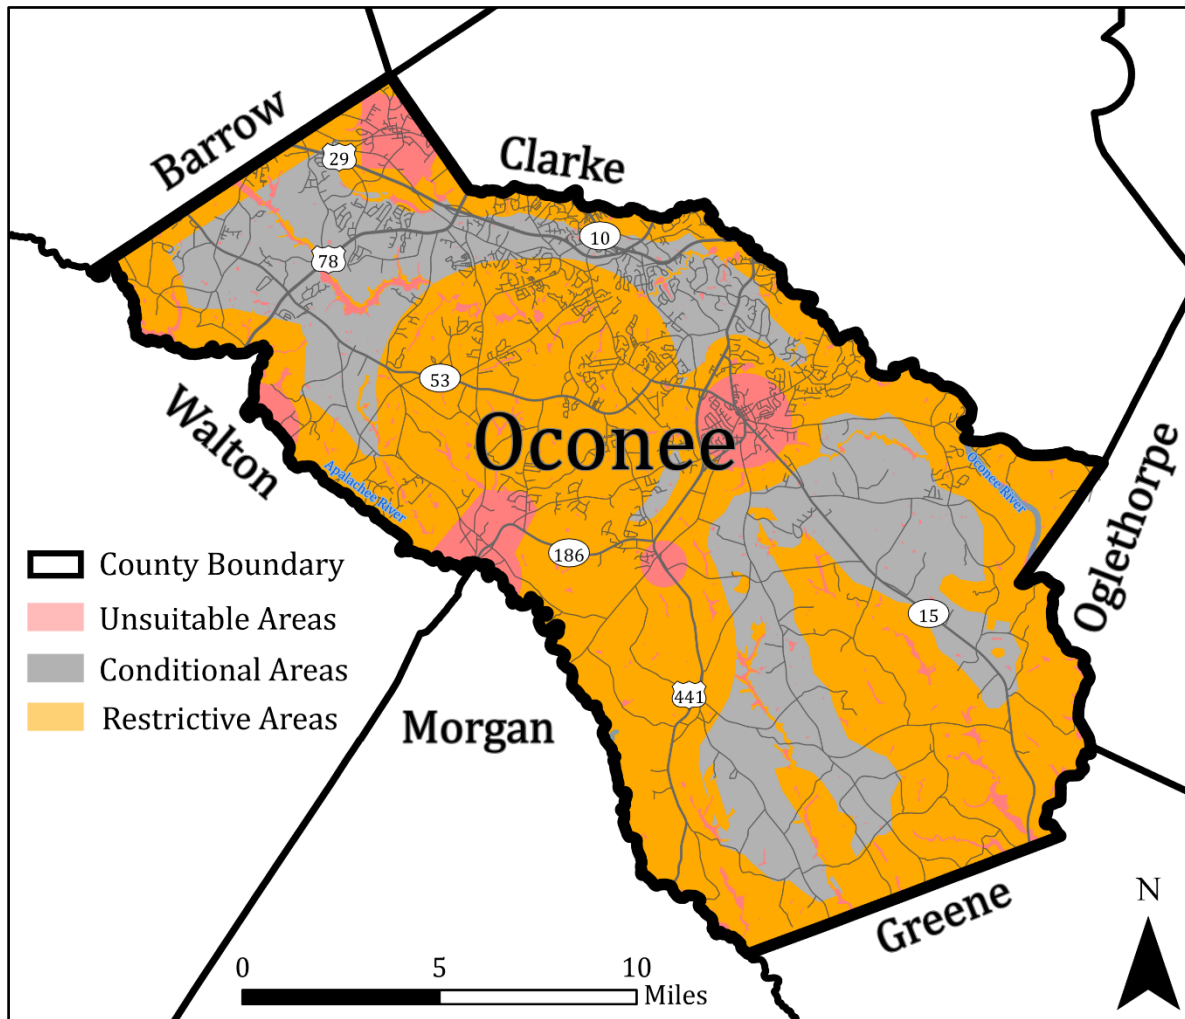 Barrow
Clarke
29
10
78
53
Oconee
Walton
Apalachee River
Oconee River
Oglethorpe
186
15
441
County Boundary
Unsuitable Areas
Conditional Areas
Restrictive Areas
Morgan
Greene
N
0 5 10
Miles